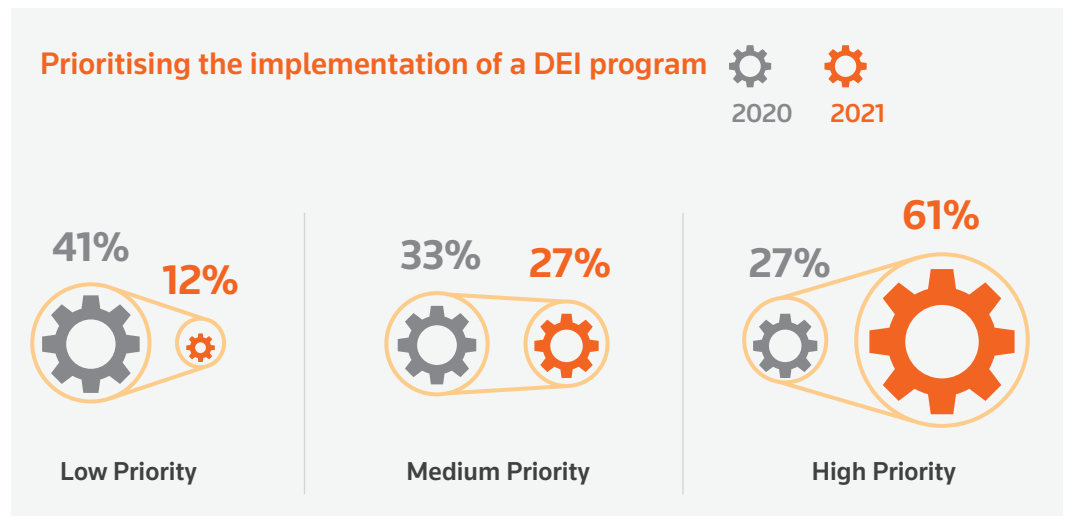 Prioritising the implementation of a DEI program
2020 2021
41% 12%
33% 27%
27% 61%
Low Priority
Medium Priority
High Priority